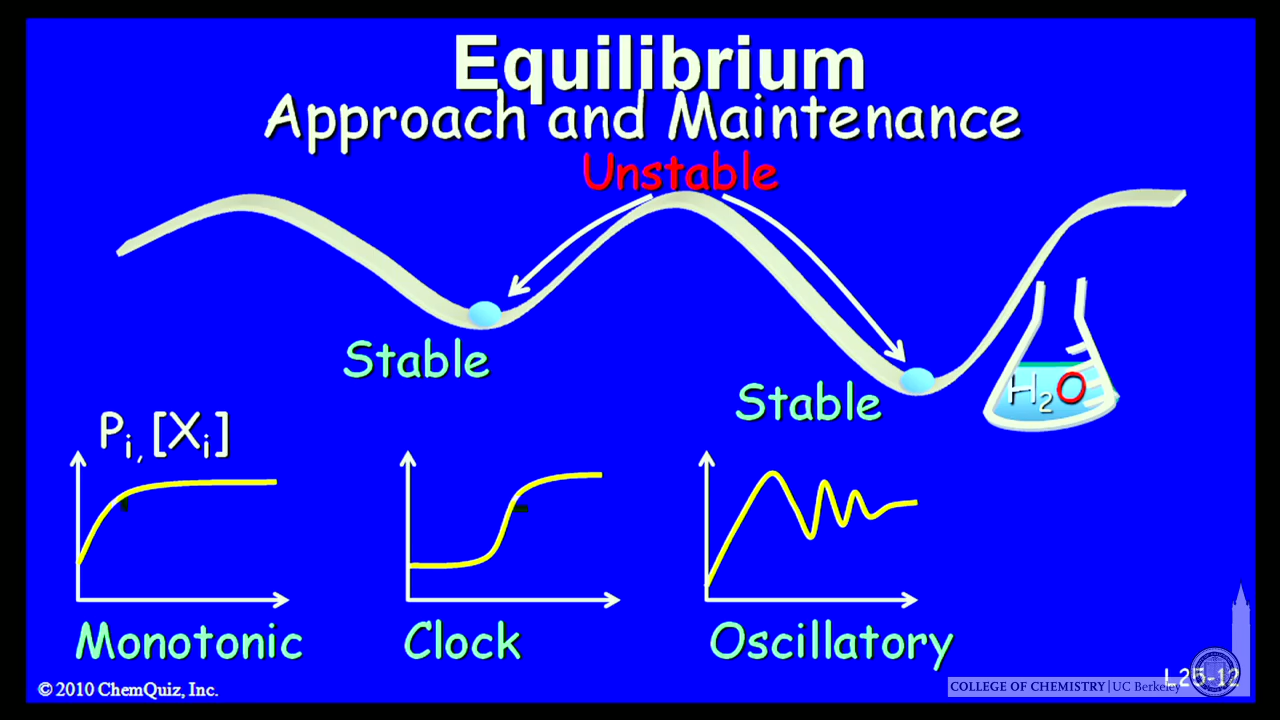 Equilibrium
Approach and Maintenance
Unstable
Stable
Stable
H₂O
Pᵢ, [Xᵢ]
Monotonic
Clock
Oscillatory
© 2010 ChemQuiz, Inc.
COLLEGE OF CHEMISTRY | UC Berkeley
L25-12